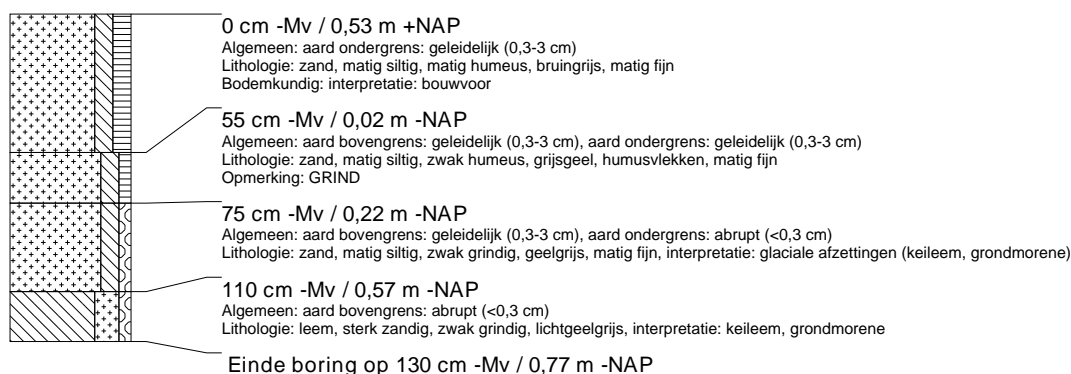 0 cm -Mv / 0,53 m +NAP
Algemeen: aard ondergrens: geleidelijk (0,3-3 cm)
Lithologie: zand, matig siltig, matig humeus, bruingrijs, matig fijn
Bodemkundig: interpretatie: bouwvoor
55 cm -Mv / 0,02 m -NAP
Algemeen: aard bovengrens: geleidelijk (0,3-3 cm), aard ondergrens: geleidelijk (0,3-3 cm)
Lithologie: zand, matig siltig, zwak humeus, grijsgeel, humusvlekken, matig fijn
Opmerking: GRIND
75 cm -Mv / 0,22 m -NAP
Algemeen: aard bovengrens: geleidelijk (0,3-3 cm), aard ondergrens: abrupt (<0,3 cm)
Lithologie: zand, matig siltig, zwak grindig, geelgrijs, matig fijn, interpretatie: glaciale afzettingen (keileem, grondmorene)
110 cm -Mv / 0,57 m -NAP
Algemeen: aard bovengrens: abrupt (<0,3 cm)
Lithologie: leem, sterk zandig, zwak grindig, lichtgeelgrijs, interpretatie: keileem, grondmorene
Einde boring op 130 cm -Mv / 0,77 m -NAP